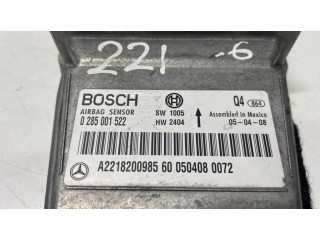 221 -6
BOSCH
AIRBAG SENSOR SW 1005 Q4 864
0 285 001 522 HW 2404 Assembled in Mexico
05-04-08
A2218200985 60 050408 0072